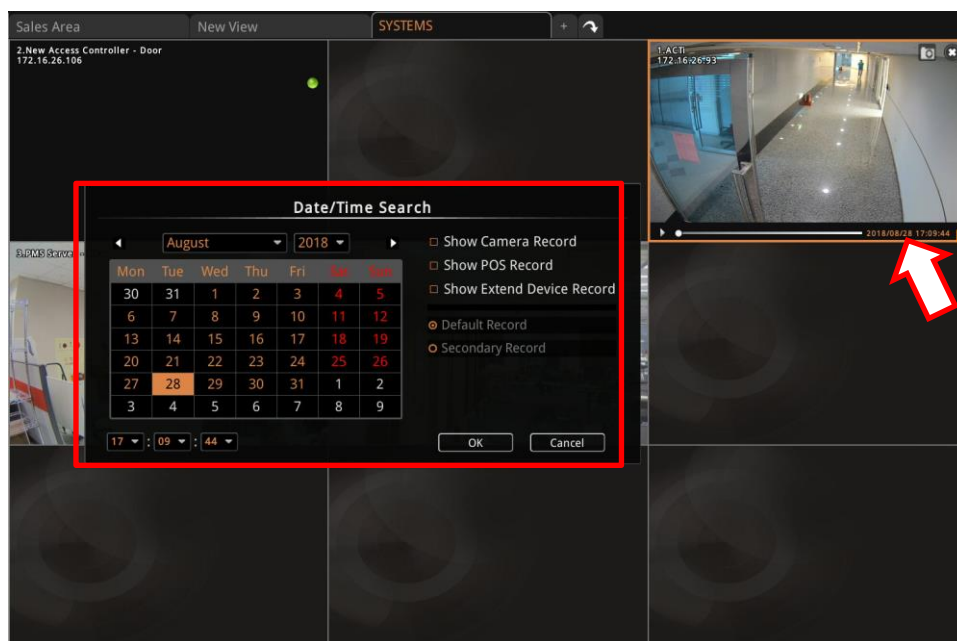 Sales Area
New View
SYSTEMS
+
2.New Access Controller - Door
172.16.26.106
1.ACTi
172.16.26.93
2018/08/28 17:09:44
Date/Time Search
August 2018
Mon Tue Wed Thu Fri Sat Sun
30 31 1 2 3 4 5
6 7 8 9 10 11 12
13 14 15 16 17 18 19
20 21 22 23 24 25 26
27 28 29 30 31 1 2
3 4 5 6 7 8 9
17 : 09 : 44
Show Camera Record
Show POS Record
Show Extend Device Record
Default Record
Secondary Record
OK
Cancel
3.PMS Server